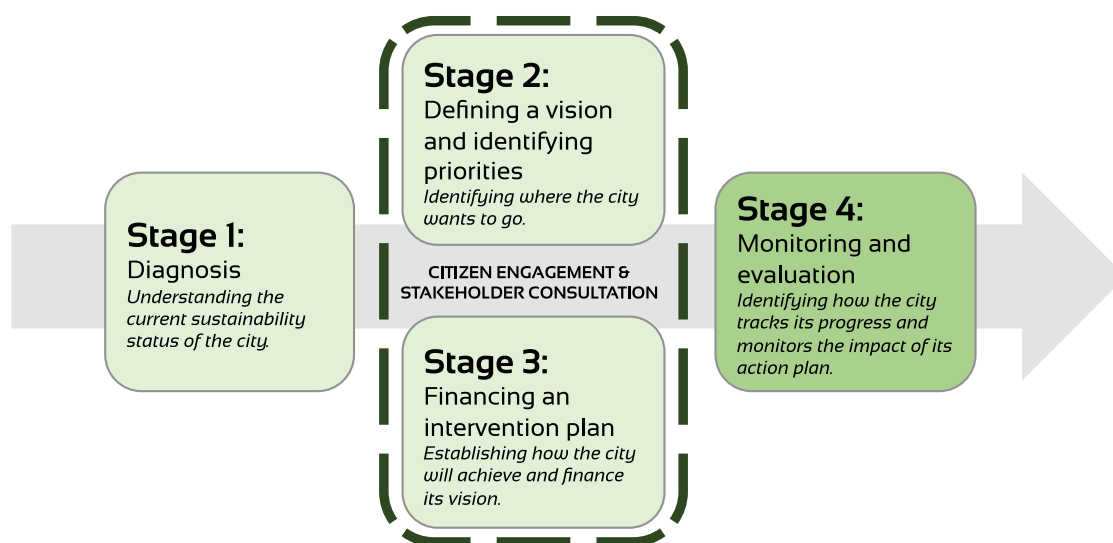 Stage 1:
Diagnosis
Understanding the
current sustainability
status of the city.
Stage 2:
Defining a vision
and identifying
priorities
Identifying where the city
wants to go.
CITIZEN ENGAGEMENT &
STAKEHOLDER CONSULTATION
Stage 3:
Financing an
intervention plan
Establishing how the city
will achieve and finance
its vision.
Stage 4:
Monitoring and
evaluation
Identifying how the city
tracks its progress and
monitors the impact of its
action plan.